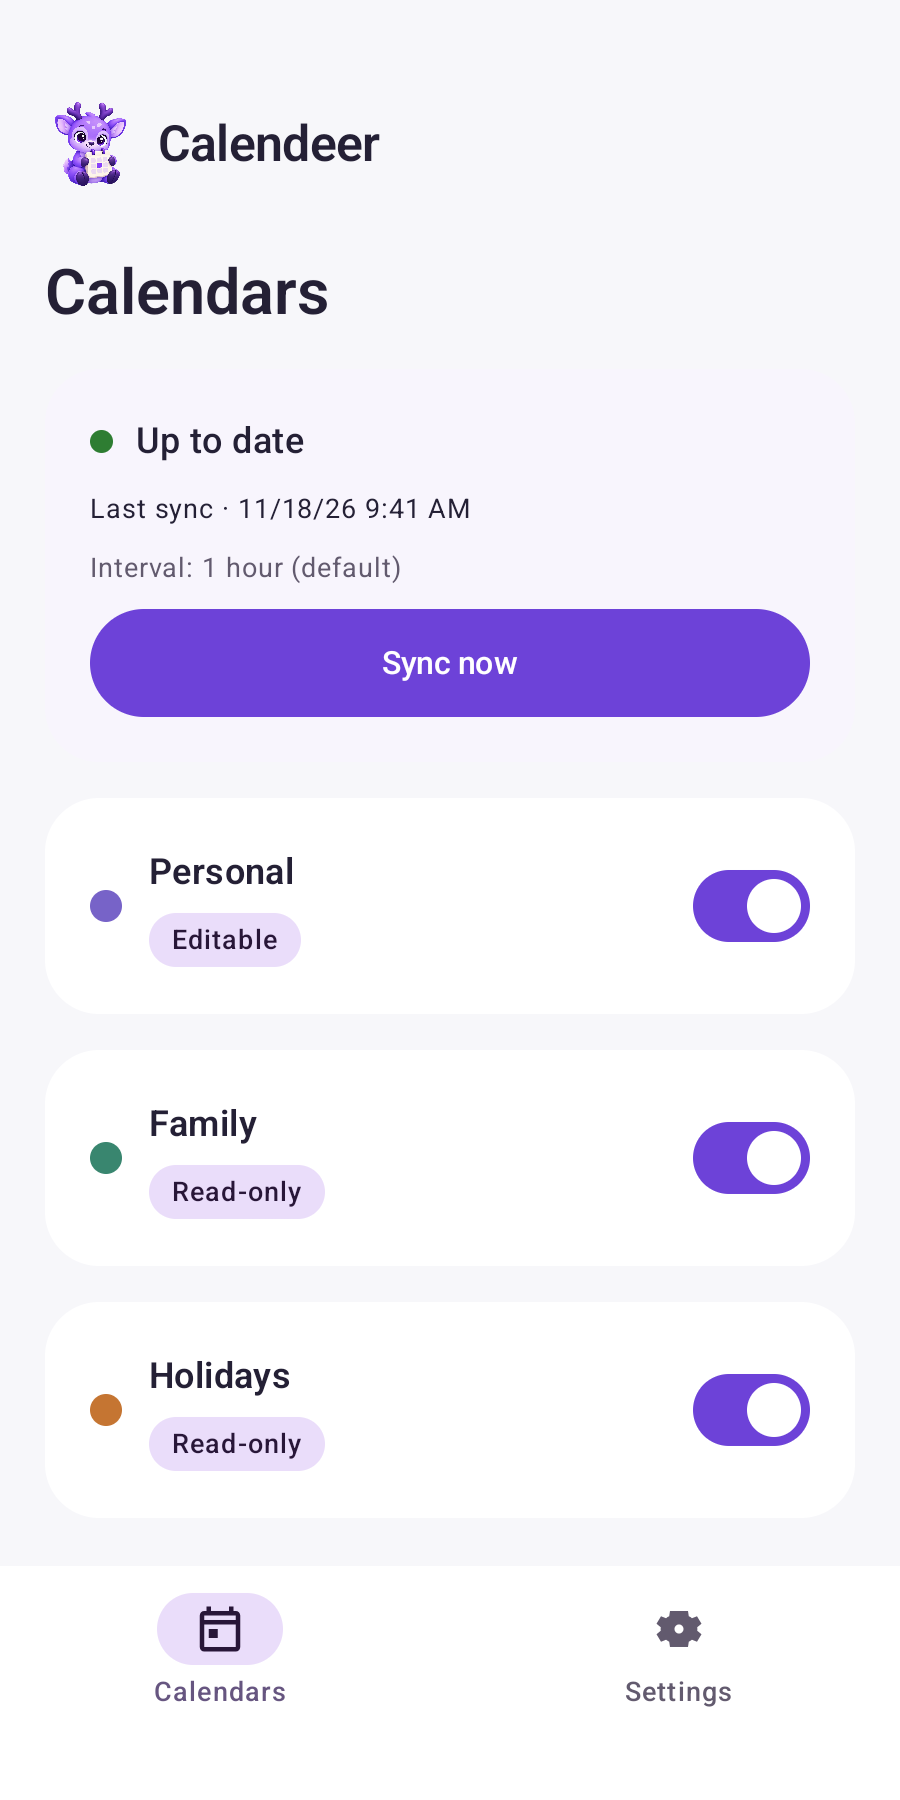 Calendeer
Calendars
Up to date
Last sync · 11/18/26 9:41 AM
Interval: 1 hour (default)
Sync now
Personal
Editable
Family
Read-only
Holidays
Read-only
Calendars
Settings